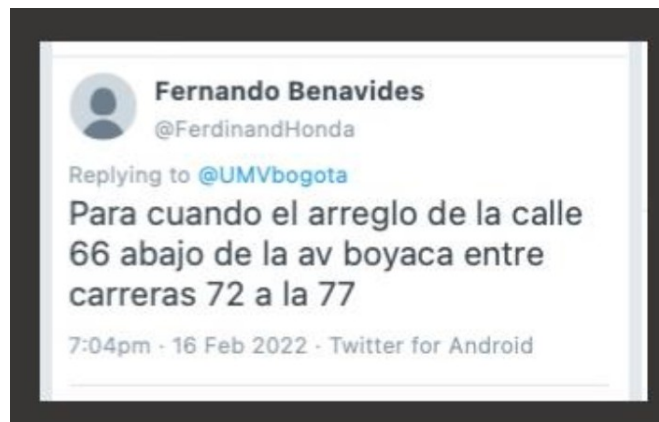 Fernando Benavides
@FerdinandHonda
Replying to @UMVbogota
Para cuando el arreglo de la calle
66 abajo de la av boyaca entre
carreras 72 a la 77
7:04pm · 16 Feb 2022 · Twitter for Android